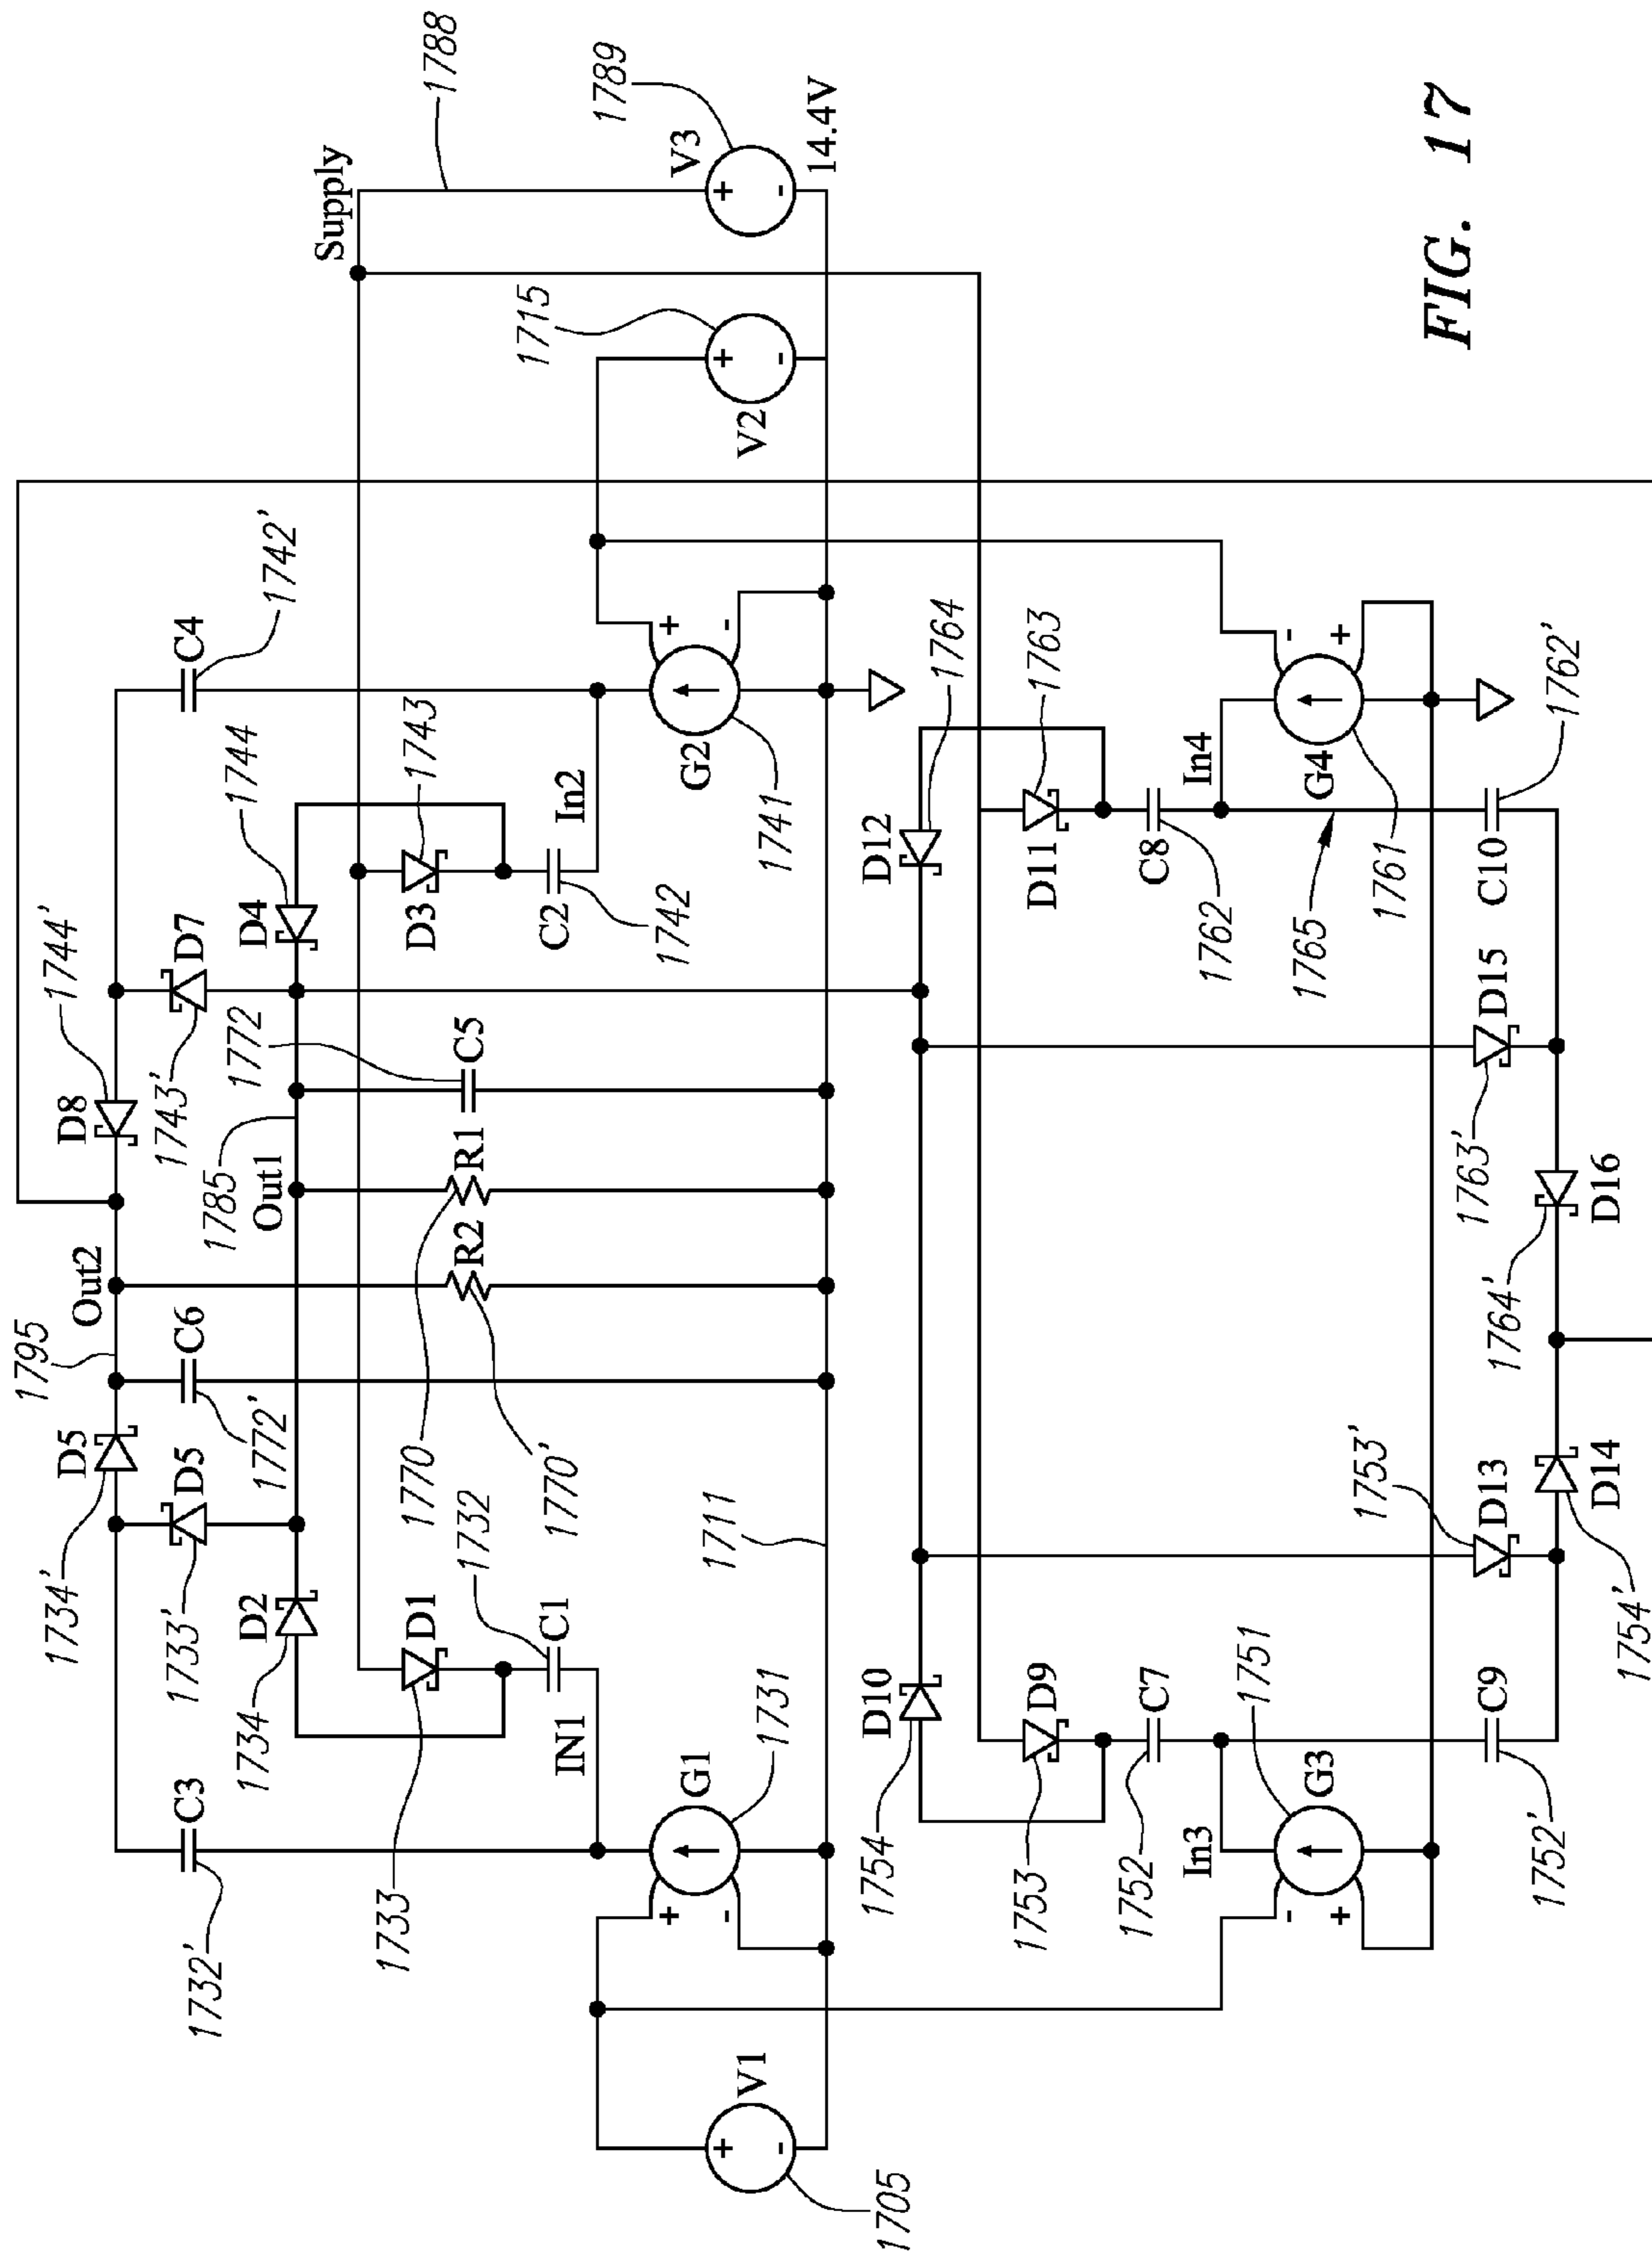 1795
Out2
D8
1744'
C4
1742'
D5
1734'
C6
1772'
D5
1733'
1743'
D7
C3
1732'
1785
Out1
1772
D4
1744
Supply
1788
D2
1734
R2
R1
C5
1770
1770'
D1
1733
1732
C1
IN1
D3
1743
C2
1742
In2
1715
1789
V3
V2
14.4V
V1
1705
G1
1731
1711
G2
1741
D10
1754
D12
1764
D9
1753
C7
1752
D11
1763
C8
1762
In3
G3
1751
In4
G4
1761
1765
C9
1752'
D13
1753'
D14
1754'
D15
1763'
D16
1764'
C10
1762'
+
-
+
-
+
-
+
-
+
-
-
+
-
+
FIG. 17